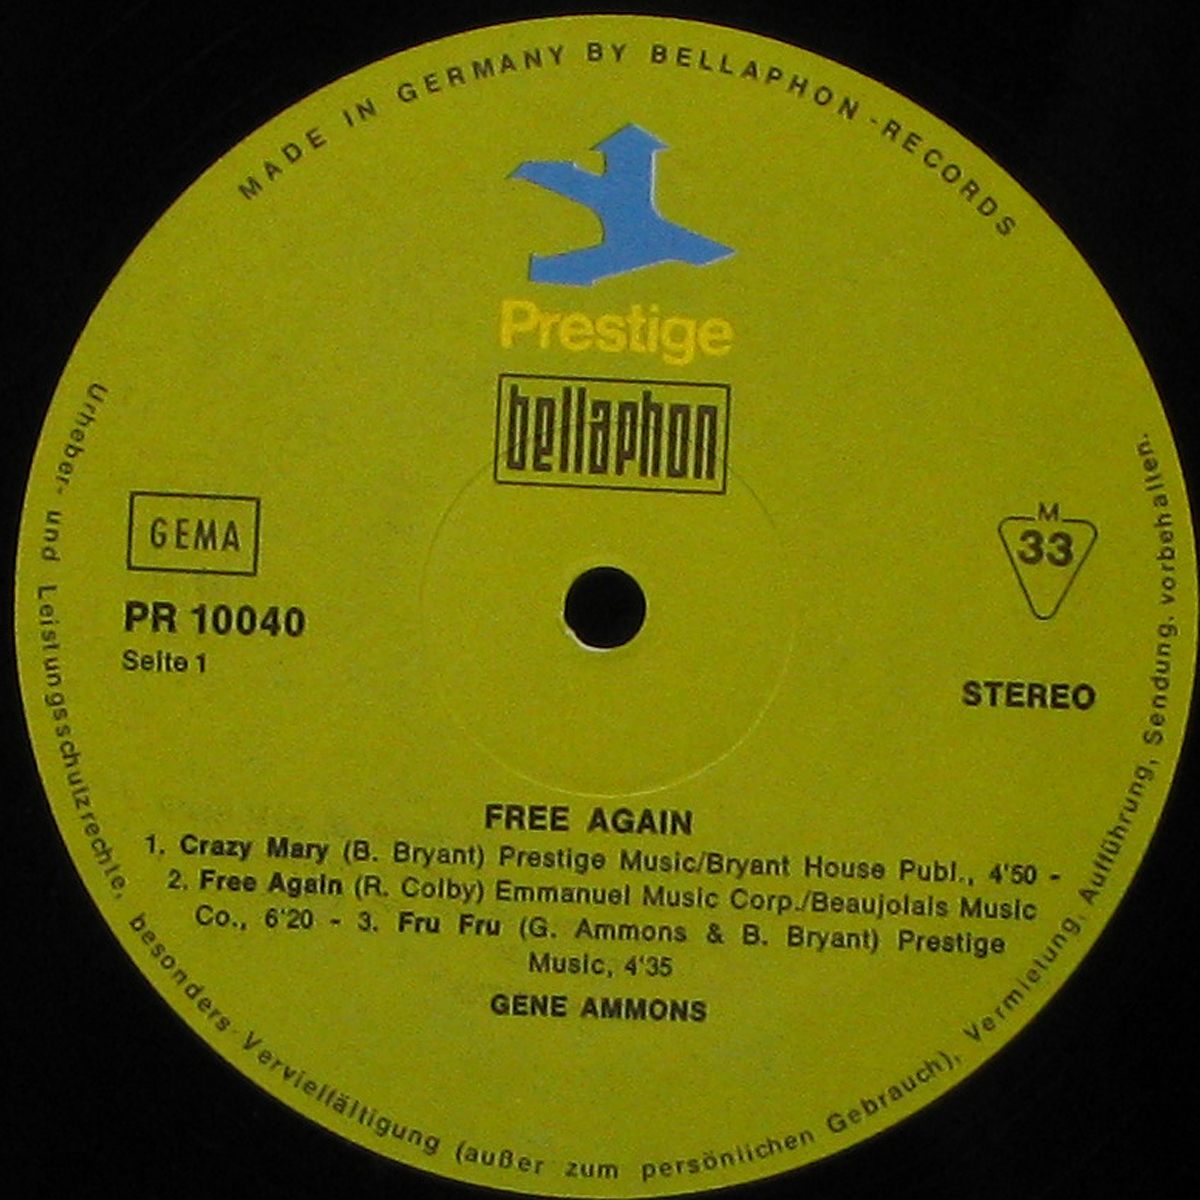 MADE IN GERMANY BY BELLAPHON-RECORDS
Prestige
bellaphon
GEMA
PR 10040
Seite 1
M
33
STEREO
FREE AGAIN
1. Crazy Mary (B. Bryant) Prestige Music/Bryant House Publ., 4'50 -
2. Free Again (R. Colby) Emmanuel Music Corp./Beaujolais Music
Co., 6'20 - 3. Fru Fru (G. Ammons & B. Bryant) Prestige
Music, 4'35
GENE AMMONS
Urheber- und Leistungsschutzrechte, besonders Vervielfältigung (außer zum persönlichen Gebrauch), Vermietung, Aufführung, Sendung, vorbehalten.